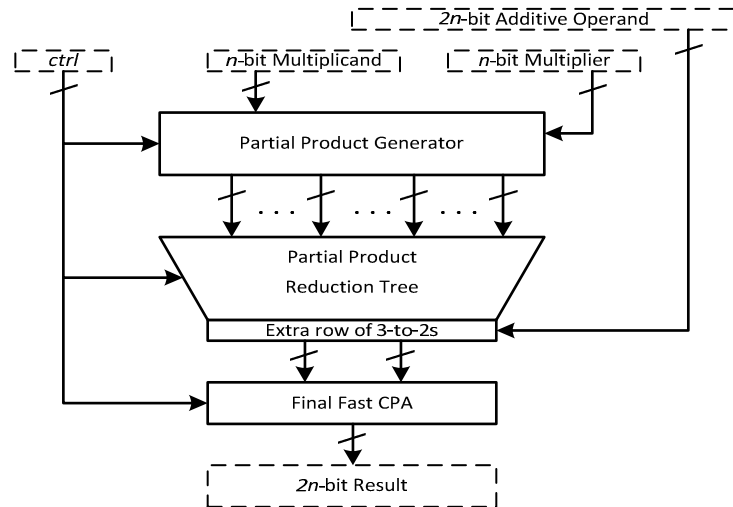 2n-bit Additive Operand
ctrl
n-bit Multiplicand
n-bit Multiplier
Partial Product Generator
. . . . . . . . .
Partial Product
Reduction Tree
Extra row of 3-to-2s
Final Fast CPA
2n-bit Result